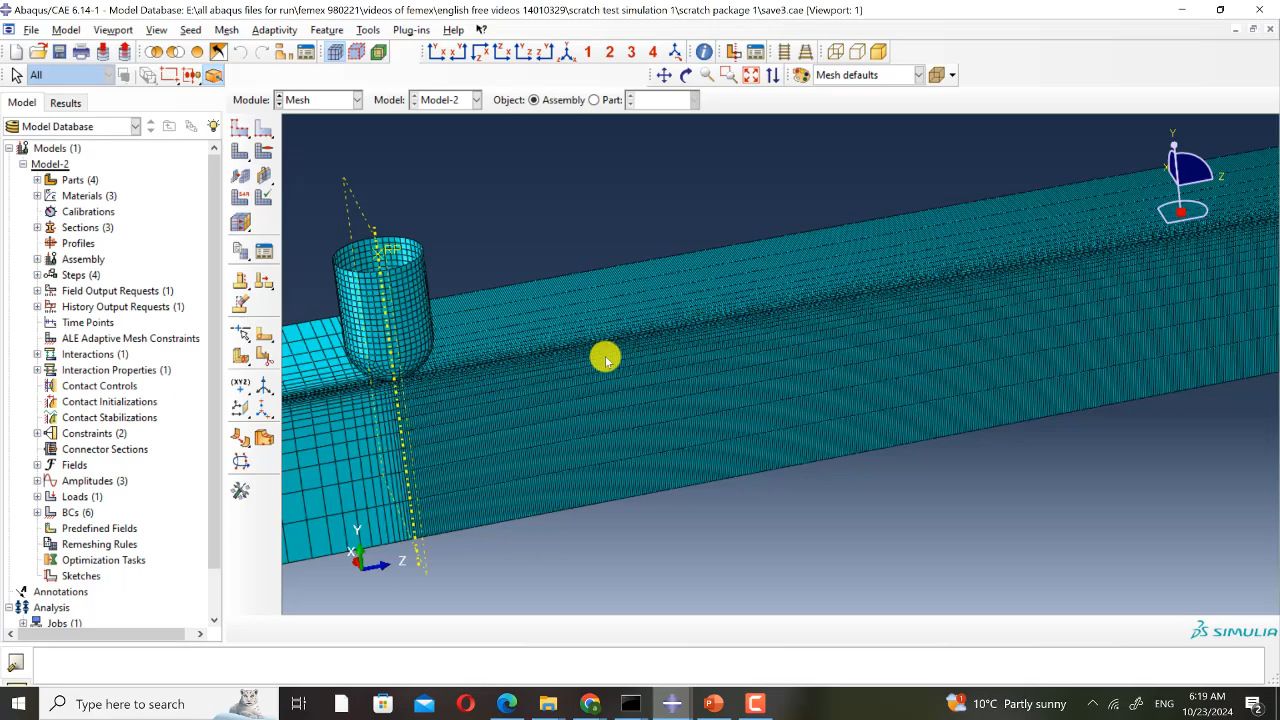 Abaqus/CAE 6.14-1 - Model Database: E:\all abaqus files for run\femex 980221\videos of femex\english free videos 14010329\scratch test simulation 1\scratch package 1\save3.cae [Viewport: 1]
File Model Viewport View Seed Mesh Adaptivity Feature Tools Plug-ins Help
1 2 3 4
All
Mesh defaults
Model Results
Module: Mesh Model: Model-2 Object: Assembly Part:
Model Database
Models (1)
Model-2
Parts (4)
Materials (3)
Calibrations
Sections (3)
Profiles
Assembly
Steps (4)
Field Output Requests (1)
History Output Requests (1)
Time Points
ALE Adaptive Mesh Constraints
Interactions (1)
Interaction Properties (1)
Contact Controls
Contact Initializations
Contact Stabilizations
Constraints (2)
Connector Sections
Fields
Amplitudes (3)
Loads (1)
BCs (6)
Predefined Fields
Remeshing Rules
Optimization Tasks
Sketches
Annotations
Analysis
Jobs (1)
(XYZ)
Y
X
Z
RP
Y
X
Z
SIMULIA
Type here to search
10°C Partly sunny
ENG
6:19 AM
10/23/2024